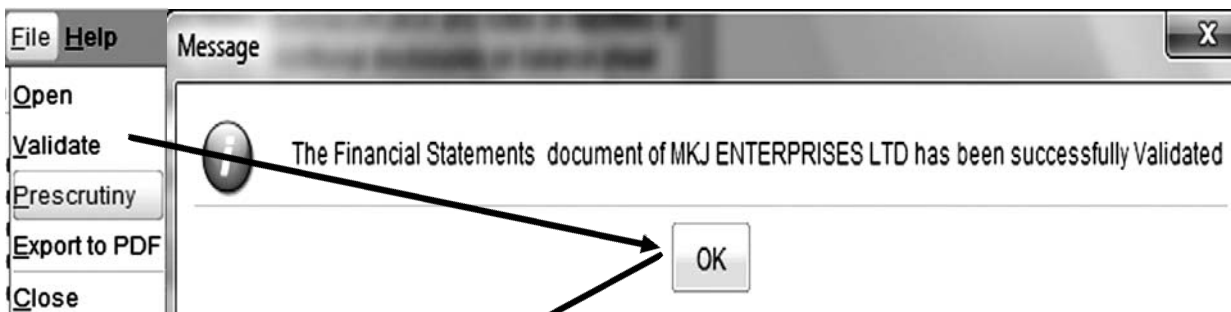 File Help
Open
Validate
Prescrutiny
Export to PDF
Close
Message
X
The Financial Statements document of MKJ ENTERPRISES LTD has been successfully Validated
OK